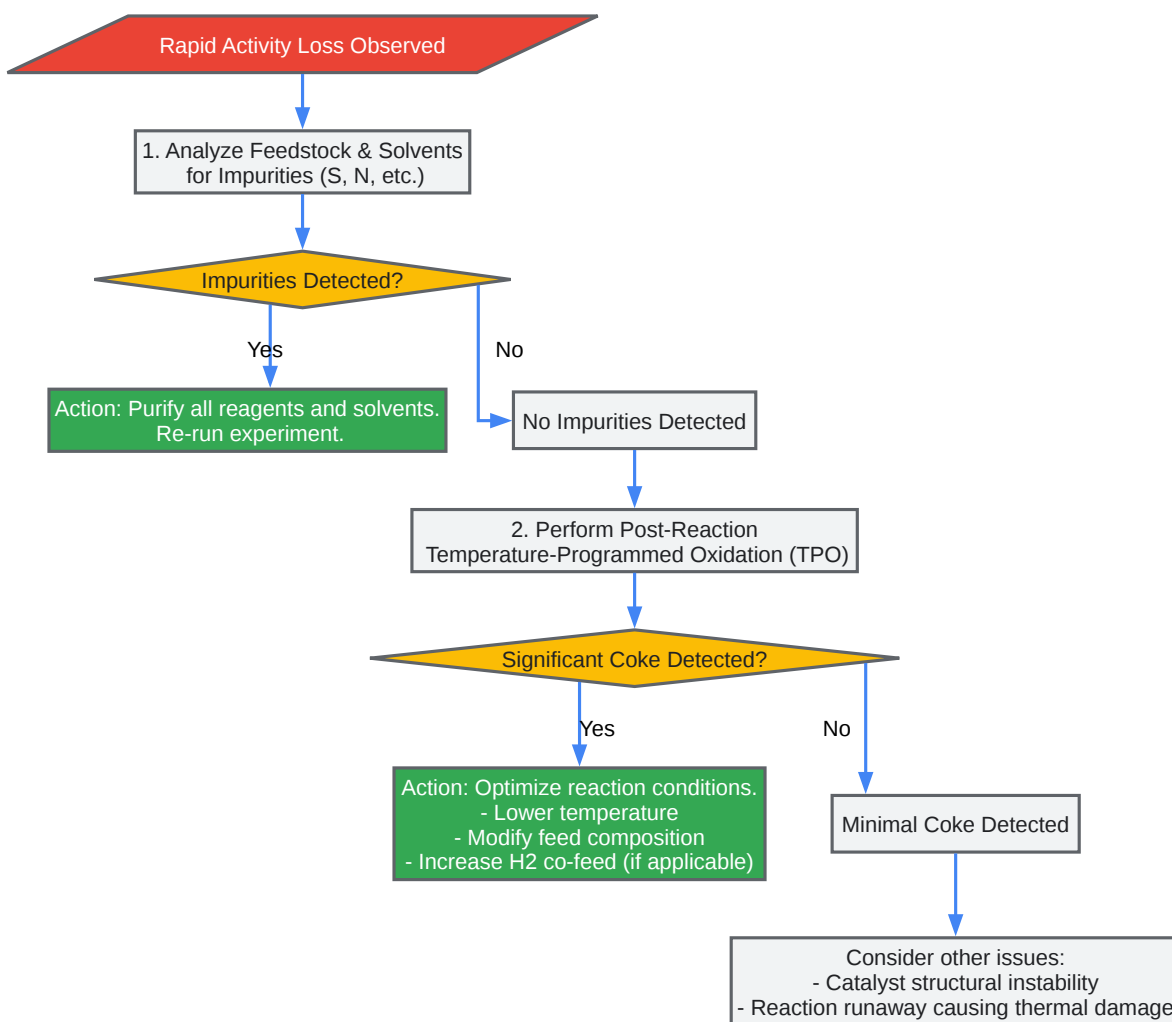 Rapid Activity Loss Observed
1. Analyze Feedstock & Solvents
for Impurities (S, N, etc.)
Impurities Detected?
Yes
No
Action: Purify all reagents and solvents.
Re-run experiment.
No Impurities Detected
2. Perform Post-Reaction
Temperature-Programmed Oxidation (TPO)
Significant Coke Detected?
Yes
No
Action: Optimize reaction conditions.
- Lower temperature
- Modify feed composition
- Increase H2 co-feed (if applicable)
Minimal Coke Detected
Consider other issues:
- Catalyst structural instability
- Reaction runaway causing thermal damage